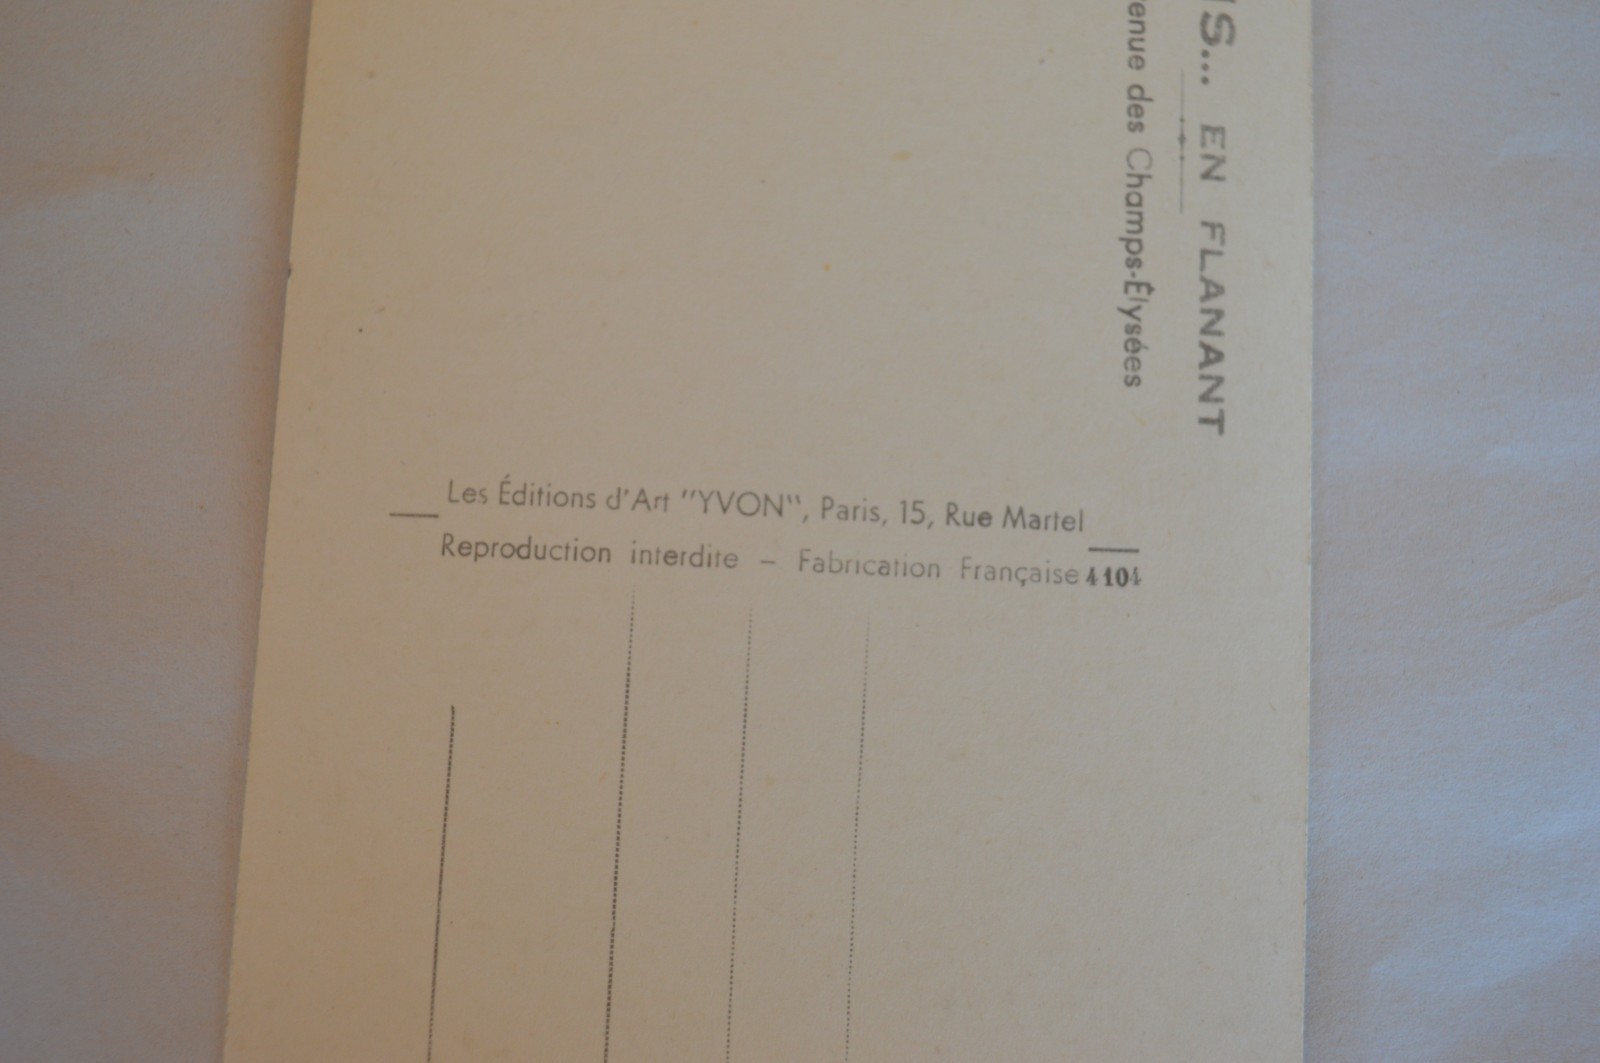 IS... EN FLANANT
enue des Champs-Élysées
Les Éditions d'Art "YVON", Paris, 15, Rue Martel
Reproduction interdite – Fabrication Française 4104